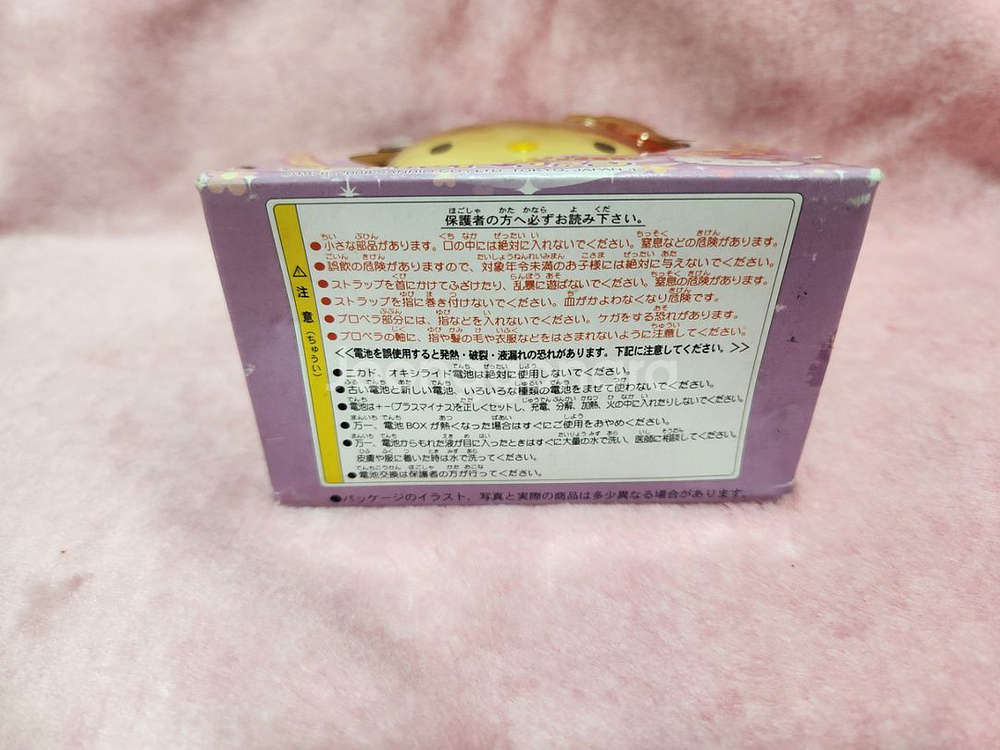 保護者の方へ必ずお読み下さい。
●小さな部品があります。口の中には絶対に入れないでください。窒息などの危険があります。
●誤飲の危険がありますので、対象年令未満のお子様には絶対に与えないでください。
●ストラップを首にかけてふざけたり、乱暴に遊ばないでください。窒息の危険があります。
●ストラップを指に巻き付けないでください。血がかよわなくなり危険です。
●プロペラ部分には、指などを入れないでください。ケガをする恐れがあります。
●プロペラの軸に、指や髪の毛や衣服などをはさまれないように注意してください。
≪電池を誤使用すると発熱・破裂・液漏れの恐れがあります。下記に注意してください。≫
●ニカド、オキシライド電池は絶対に使用しないでください。
●古い電池と新しい電池、いろいろな種類の電池をまぜて使わないでください。
●電池は+-(プラスマイナス)を正しくセットし、充電、分解、加熱、火の中に入れたりしないでください。
●万一、電池BOXが熱くなった場合はすぐにご使用をおやめください。
●万一、電池からもれた液が目に入ったときはすぐに大量の水で洗い、医師に相談してください。
皮膚や服に着いた時は水で洗ってください。
●電池交換は保護者の方が行ってください。
⚠注意(ちゅうい)
●パッケージのイラスト、写真と実際の商品は多少異なる場合があります。